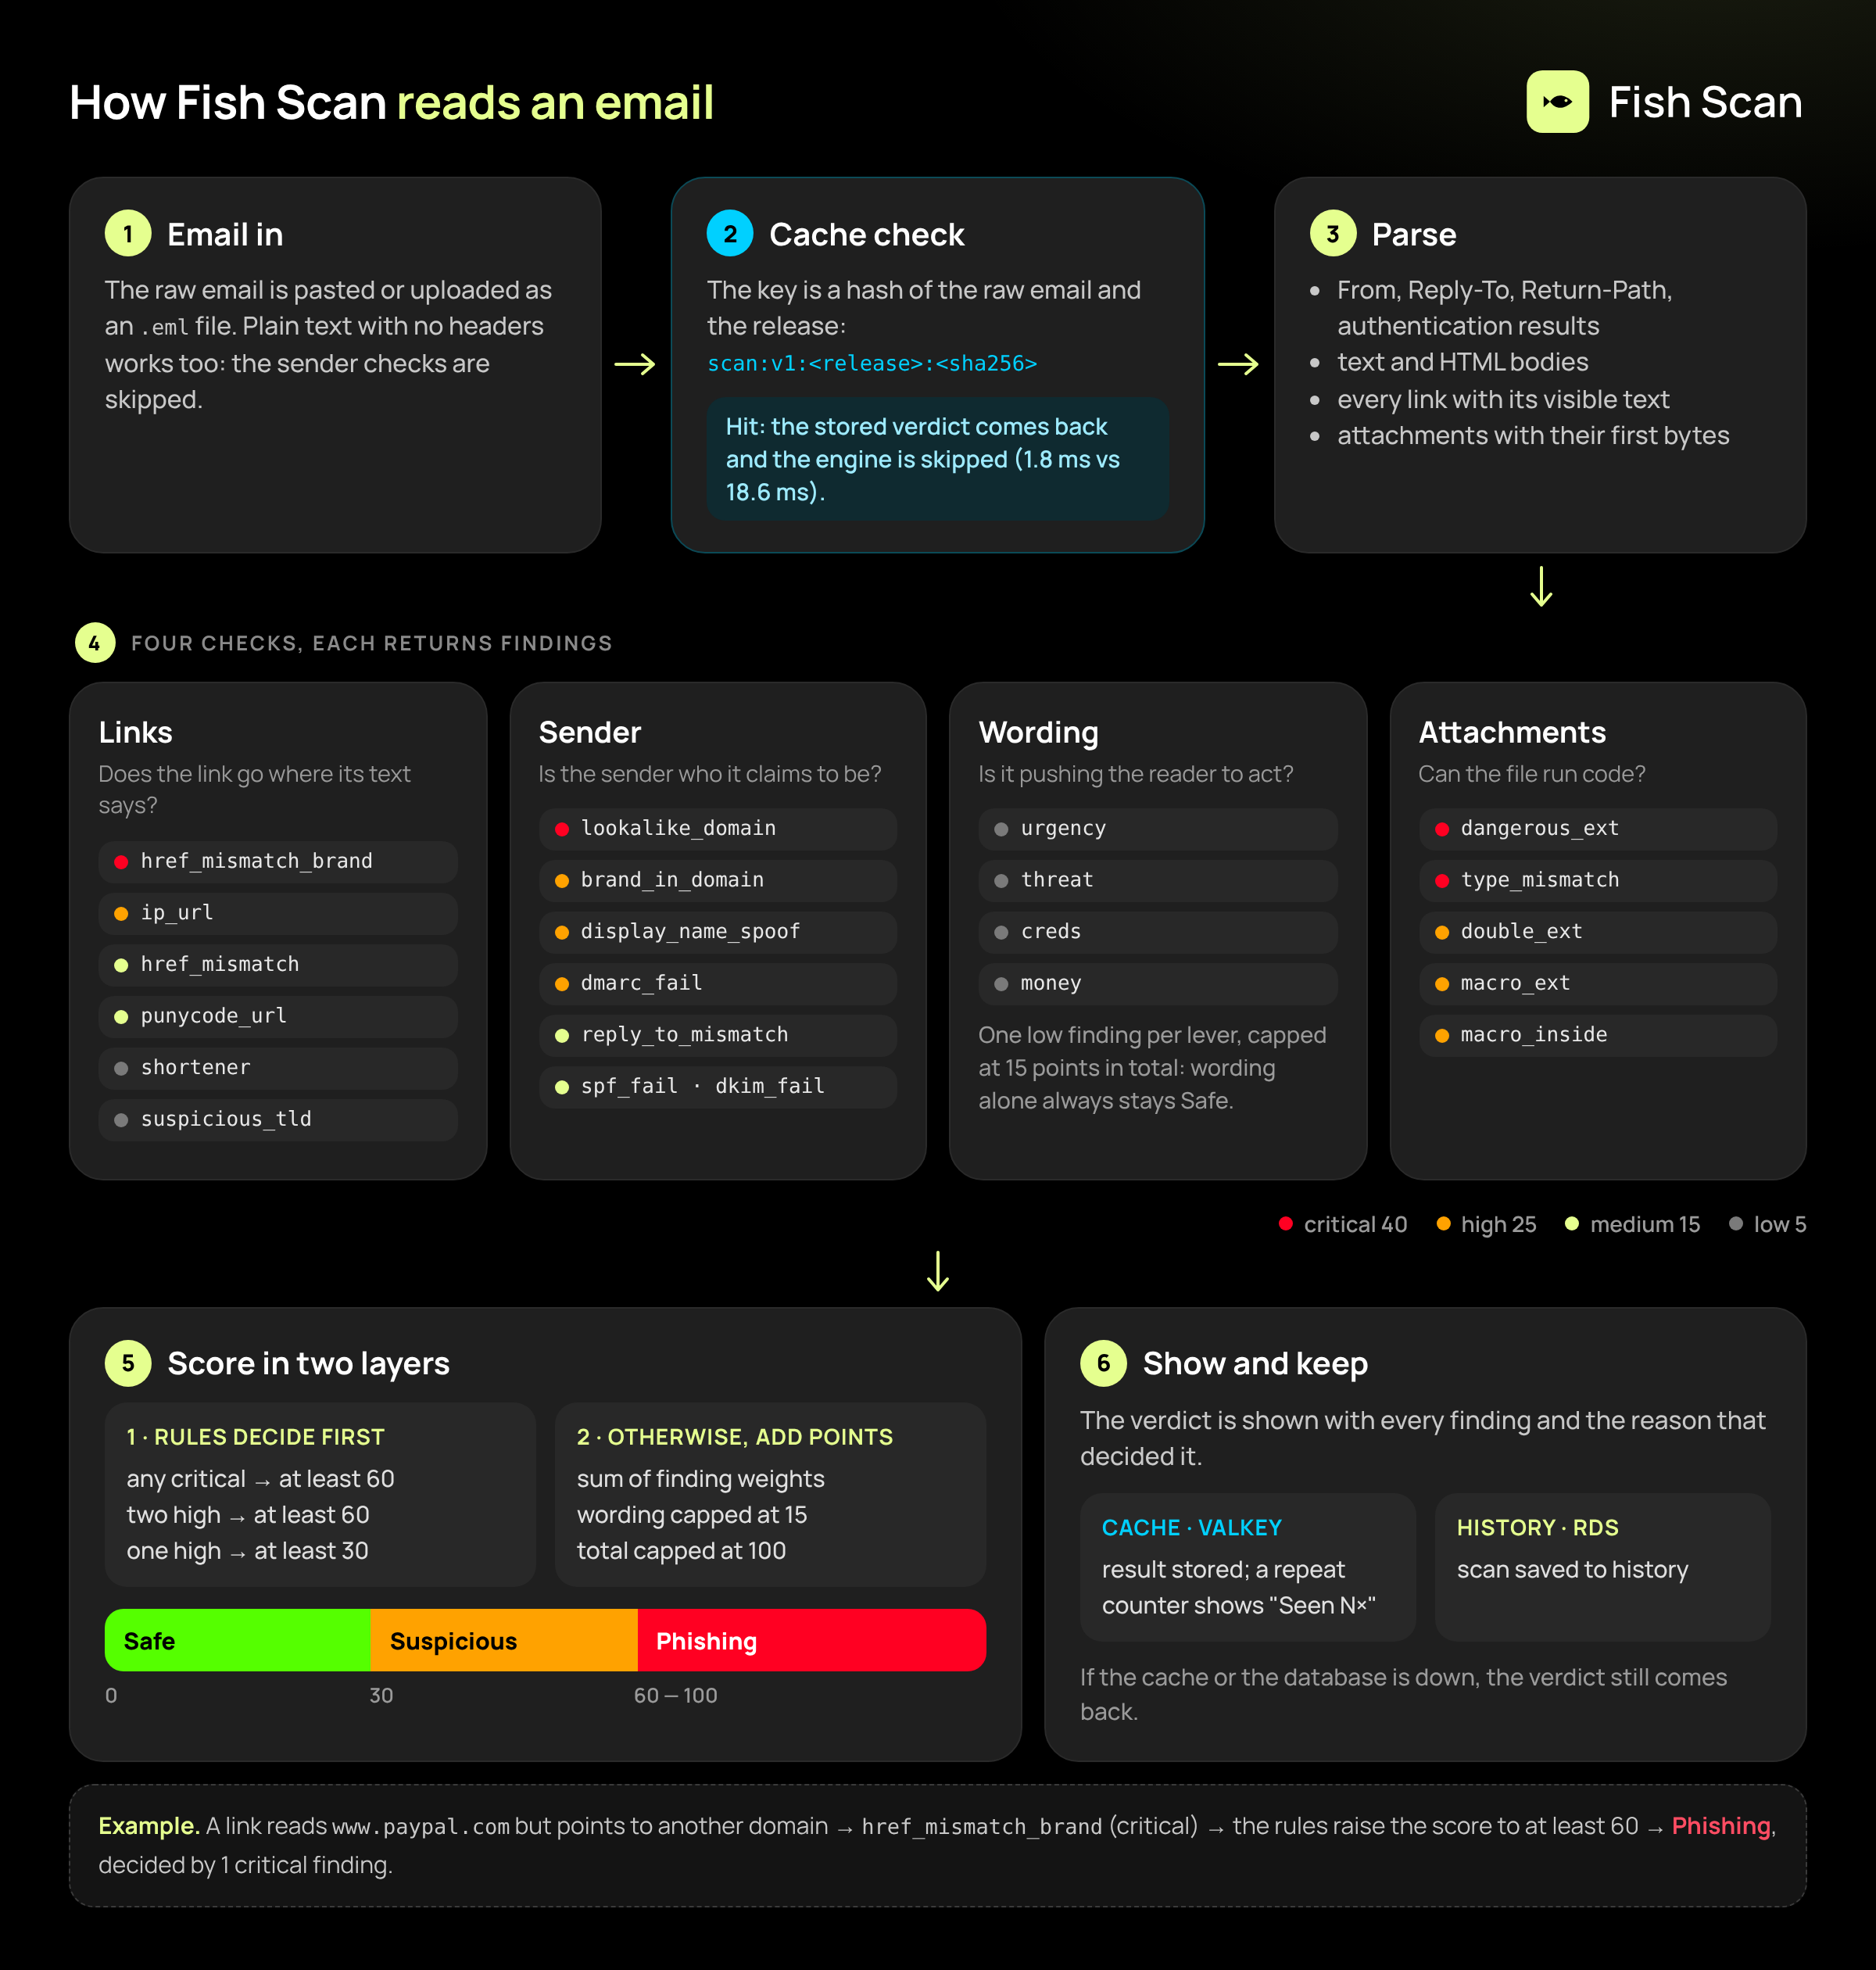 How Fish Scan reads an email
Fish Scan
1 Email in
The raw email is pasted or uploaded as
an .eml file. Plain text with no headers
works too: the sender checks are
skipped.
2 Cache check
The key is a hash of the raw email and
the release:
scan:v1:<release>:<sha256>
Hit: the stored verdict comes back
and the engine is skipped (1.8 ms vs
18.6 ms).
3 Parse
• From, Reply-To, Return-Path,
authentication results
• text and HTML bodies
• every link with its visible text
• attachments with their first bytes
4 FOUR CHECKS, EACH RETURNS FINDINGS
Links
Does the link go where its text
says?
href_mismatch_brand
ip_url
href_mismatch
punycode_url
shortener
suspicious_tld
Sender
Is the sender who it claims to be?
lookalike_domain
brand_in_domain
display_name_spoof
dmarc_fail
reply_to_mismatch
spf_fail · dkim_fail
Wording
Is it pushing the reader to act?
urgency
threat
creds
money
One low finding per lever, capped
at 15 points in total: wording
alone always stays Safe.
Attachments
Can the file run code?
dangerous_ext
type_mismatch
double_ext
macro_ext
macro_inside
critical 40 high 25 medium 15 low 5
5 Score in two layers
1 · RULES DECIDE FIRST
any critical → at least 60
two high → at least 60
one high → at least 30
2 · OTHERWISE, ADD POINTS
sum of finding weights
wording capped at 15
total capped at 100
Safe Suspicious Phishing
0 30 60 — 100
6 Show and keep
The verdict is shown with every finding and the reason that
decided it.
CACHE · VALKEY
result stored; a repeat
counter shows "Seen N×"
HISTORY · RDS
scan saved to history
If the cache or the database is down, the verdict still comes
back.
Example. A link reads www.paypal.com but points to another domain → href_mismatch_brand (critical) → the rules raise the score to at least 60 → Phishing,
decided by 1 critical finding.